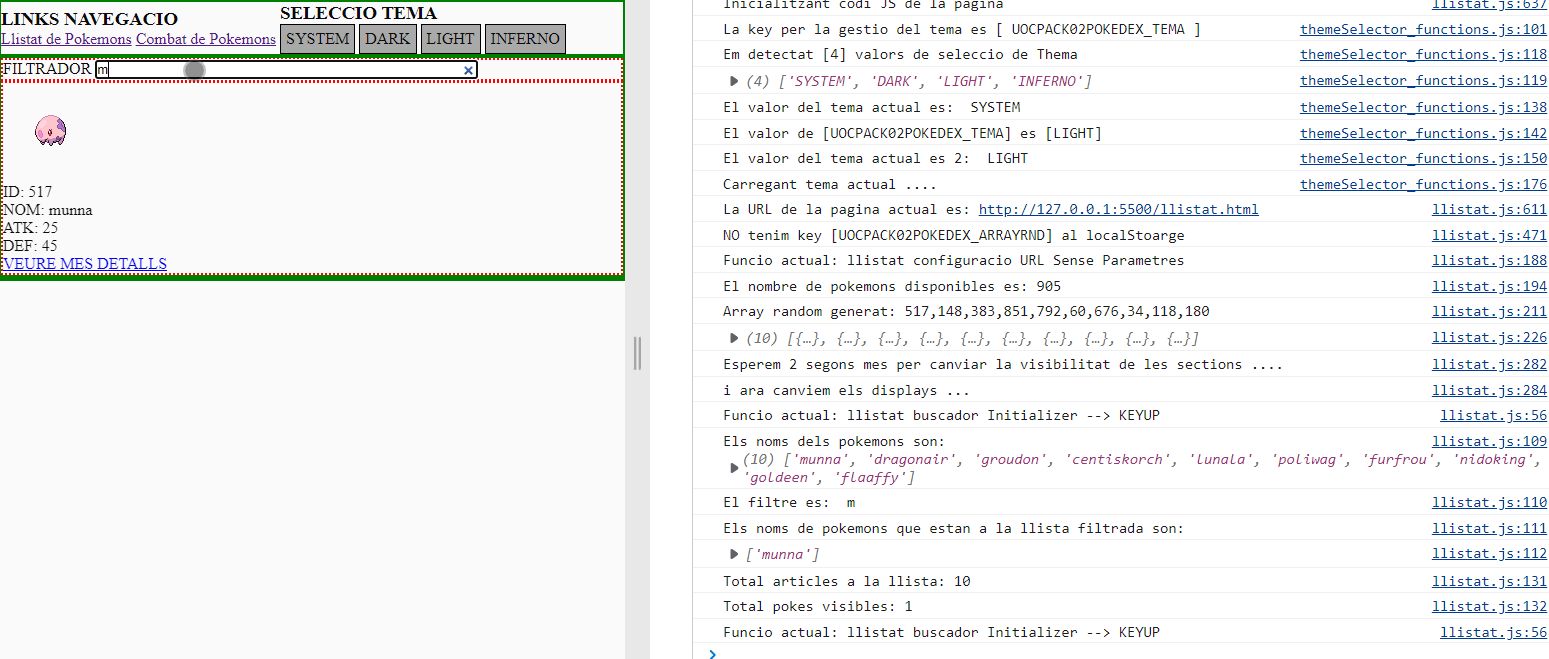 LINKS NAVEGACIO
Llistat de Pokemons Combat de Pokemons
SELECCIO TEMA
SYSTEM DARK LIGHT INFERNO
FILTRADOR m
ID: 517
NOM: munna
ATK: 25
DEF: 45
VEURE MES DETALLS
Inicialitzant codi JS de la pagina llistat.js:637
La key per la gestio del tema es [ UOCPACK02POKEDEX_TEMA ] themeSelector_functions.js:101
Em detectat [4] valors de seleccio de Thema themeSelector_functions.js:118
(4) ['SYSTEM', 'DARK', 'LIGHT', 'INFERNO'] themeSelector_functions.js:119
El valor del tema actual es:  SYSTEM themeSelector_functions.js:138
El valor de [UOCPACK02POKEDEX_TEMA] es [LIGHT] themeSelector_functions.js:142
El valor del tema actual es 2:  LIGHT themeSelector_functions.js:150
Carregant tema actual .... themeSelector_functions.js:176
La URL de la pagina actual es: http://127.0.0.1:5500/llistat.html llistat.js:611
NO tenim key [UOCPACK02POKEDEX_ARRAYRND] al localStoarge llistat.js:471
Funcio actual: llistat configuracio URL Sense Parametres llistat.js:188
El nombre de pokemons disponibles es: 905 llistat.js:194
Array random generat: 517,148,383,851,792,60,676,34,118,180 llistat.js:211
(10) [{…}, {…}, {…}, {…}, {…}, {…}, {…}, {…}, {…}, {…}] llistat.js:226
Esperem 2 segons mes per canviar la visibilitat de les sections .... llistat.js:282
i ara canviem els displays ... llistat.js:284
Funcio actual: llistat buscador Initializer --> KEYUP llistat.js:56
Els noms dels pokemons son: llistat.js:109
(10) ['munna', 'dragonair', 'groudon', 'centiskorch', 'lunala', 'poliwag', 'furfrou', 'nidoking',
'goldeen', 'flaaffy']
El filtre es:  m llistat.js:110
Els noms de pokemons que estan a la llista filtrada son: llistat.js:111
['munna'] llistat.js:112
Total articles a la llista: 10 llistat.js:131
Total pokes visibles: 1 llistat.js:132
Funcio actual: llistat buscador Initializer --> KEYUP llistat.js:56